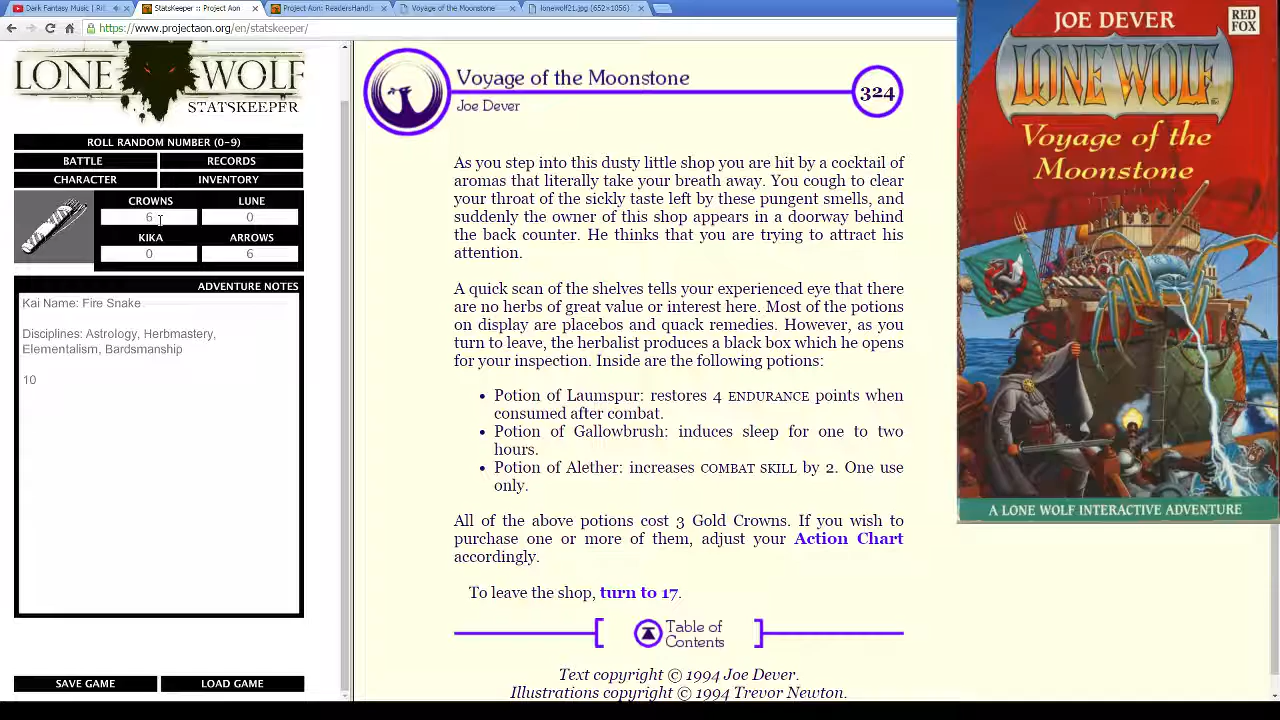 Dark Fantasy Music | Ril
StatsKeeper :: Project Aon
Project Aon: ReadersHandb
Voyage of the Moonstone
lonewolf21.jpg (652×1056)
https://www.projectaon.org/en/statskeeper/
LONE WOLF
STATSKEEPER
ROLL RANDOM NUMBER (0-9)
BATTLE
RECORDS
CHARACTER
INVENTORY
CROWNS
LUNE
6
0
KIKA
ARROWS
0
6
ADVENTURE NOTES
Kai Name: Fire Snake
Disciplines: Astrology, Herbmastery,
Elementalism, Bardsmanship
10
SAVE GAME
LOAD GAME
Voyage of the Moonstone
Joe Dever
324
As you step into this dusty little shop you are hit by a cocktail of
aromas that literally take your breath away. You cough to clear
your throat of the sickly taste left by these pungent smells, and
suddenly the owner of this shop appears in a doorway behind
the back counter. He thinks that you are trying to attract his
attention.
A quick scan of the shelves tells your experienced eye that there
are no herbs of great value or interest here. Most of the potions
on display are placebos and quack remedies. However, as you
turn to leave, the herbalist produces a black box which he opens
for your inspection. Inside are the following potions:
• Potion of Laumspur: restores 4 ENDURANCE points when
consumed after combat.
• Potion of Gallowbrush: induces sleep for one to two
hours.
• Potion of Alether: increases COMBAT SKILL by 2. One use
only.
All of the above potions cost 3 Gold Crowns. If you wish to
purchase one or more of them, adjust your Action Chart
accordingly.
To leave the shop, turn to 17.
Table of
Contents
Text copyright © 1994 Joe Dever.
Illustrations copyright © 1994 Trevor Newton.
JOE DEVER
RED
FOX
LONE WOLF
Voyage of the
Moonstone
A LONE WOLF INTERACTIVE ADVENTURE